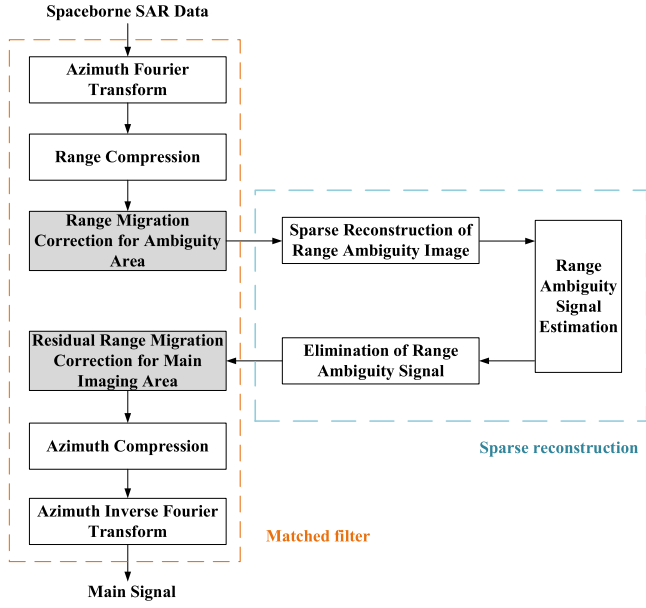 Spaceborne SAR Data
Azimuth Fourier
Transform
Range Compression
Range Migration
Correction for Ambiguity
Area
Sparse Reconstruction of
Range Ambiguity Image
Range
Ambiguity
Signal
Estimation
Elimination of Range
Ambiguity Signal
Residual Range Migration
Correction for Main
Imaging Area
Azimuth Compression
Azimuth Inverse Fourier
Transform
Main Signal
Sparse reconstruction
Matched filter